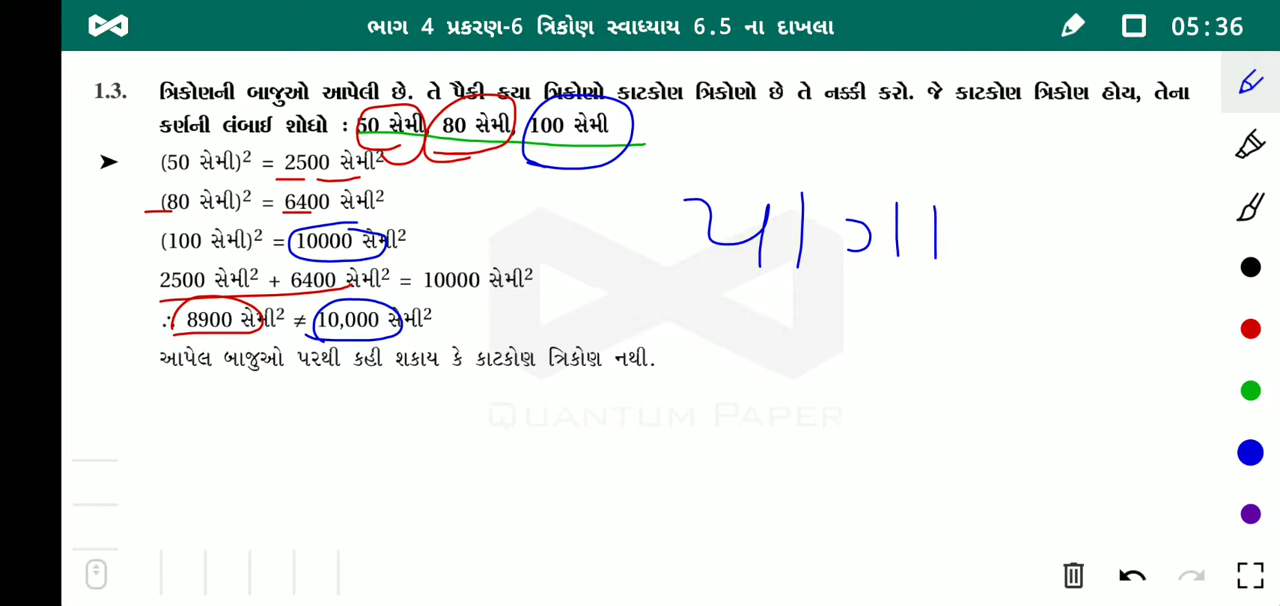 ભાગ 4 પ્રકરણ-6 ત્રિકોણ સ્વાધ્યાય 6.5 ના દાખલા
05:36
1.3. ત્રિકોણની બાજુઓ આપેલી છે. તે પૈકી કયા ત્રિકોણો કાટકોણ ત્રિકોણો છે તે નક્કી કરો. જે કાટકોણ ત્રિકોણ હોય, તેના
કર્ણની લંબાઈ શોધો : 50 સેમી, 80 સેમી, 100 સેમી
➤ (50 સેમી)² = 2500 સેમી²
(80 સેમી)² = 6400 સેમી²
(100 સેમી)² = 10000 સેમી²
2500 સેમી² + 6400 સેમી² = 10000 સેમી²
∴ 8900 સેમી² ≠ 10,000 સેમી²
આપેલ બાજુઓ પરથી કહી શકાય કે કાટકોણ ત્રિકોણ નથી.
QUANTUM PAPER